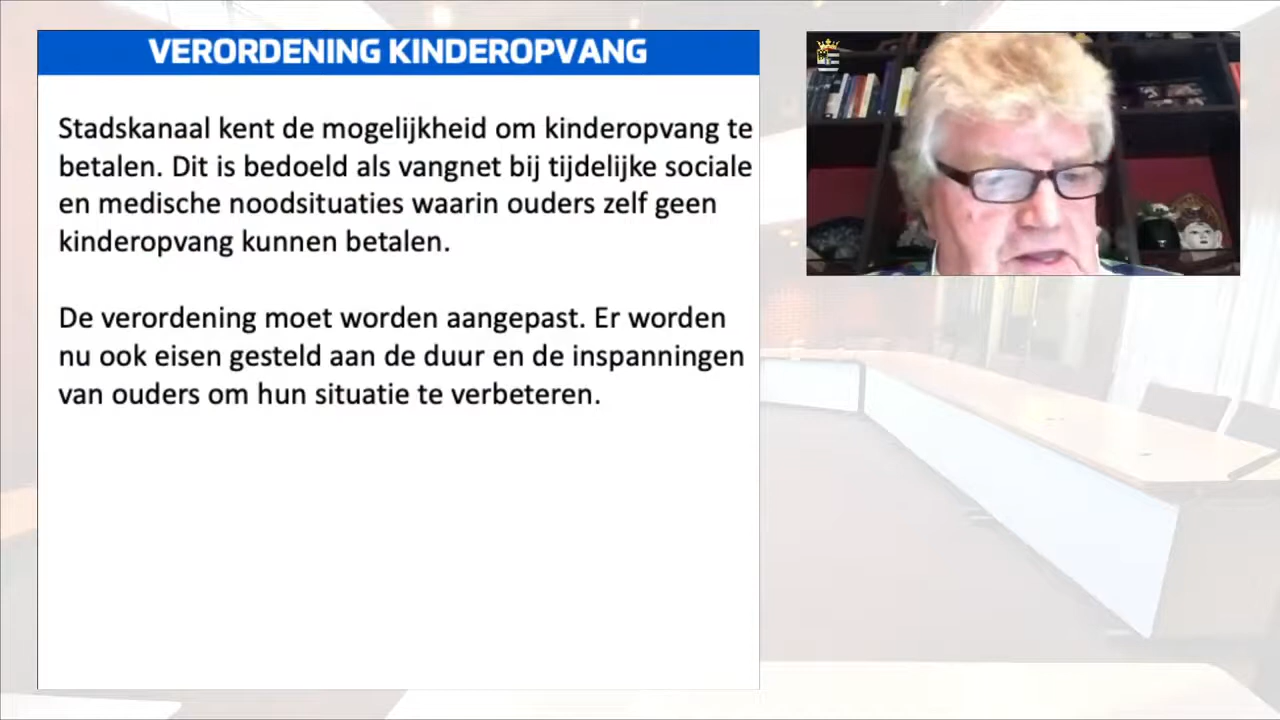 VERORDENING KINDEROPVANG
Stadskanaal kent de mogelijkheid om kinderopvang te
betalen. Dit is bedoeld als vangnet bij tijdelijke sociale
en medische noodsituaties waarin ouders zelf geen
kinderopvang kunnen betalen.
De verordening moet worden aangepast. Er worden
nu ook eisen gesteld aan de duur en de inspanningen
van ouders om hun situatie te verbeteren.